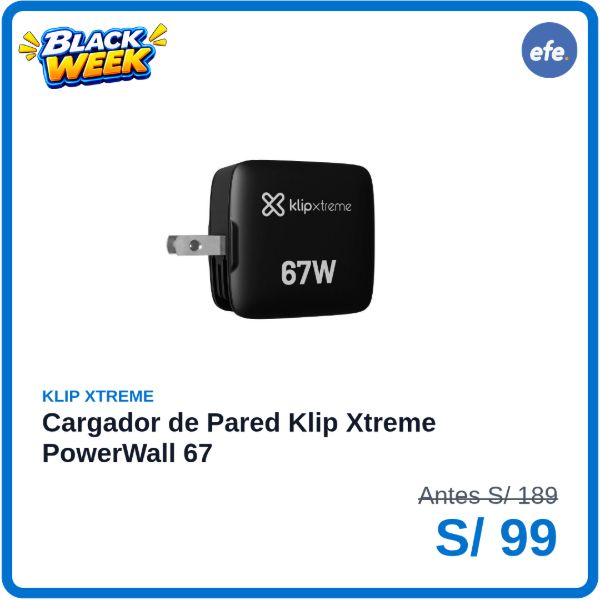 BLACK
WEEK
efe.
klipxtreme
67W
KLIP XTREME
Cargador de Pared Klip Xtreme
PowerWall 67
Antes S/ 189
S/ 99